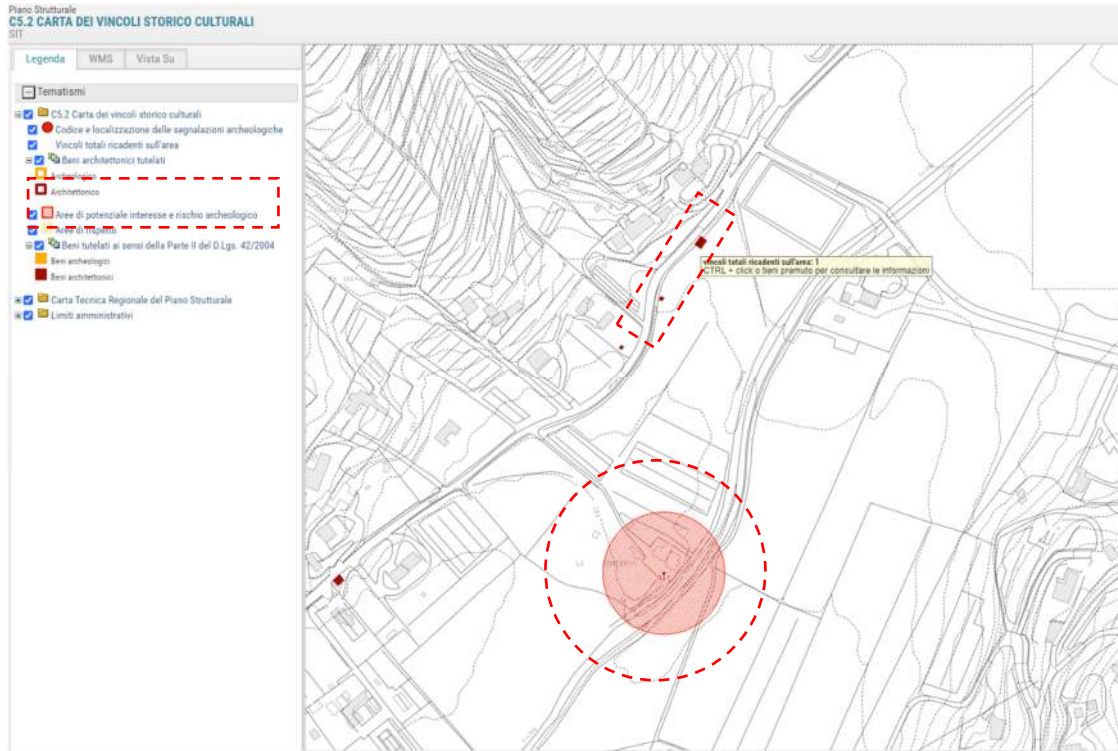 Piano Strutturale
C5.2 CARTA DEI VINCOLI STORICO CULTURALI
SIT
Legenda WMS Vista Su
Tematismi
C5.2 Carta dei vincoli storico culturali
Codice e localizzazione delle segnalazioni archeologiche
Vincoli totali ricadenti sull'area
Beni architettonici tutelati
Archeologico
Architettonico
Aree di potenziale interesse e rischio archeologico
Aree di rispetto
Beni tutelati ai sensi della Parte II del D.Lgs. 42/2004
Beni archeologici
Beni architettonici
Carta Tecnica Regionale del Piano Strutturale
Limiti amministrativi
vincoli totali ricadenti sull'area: 1
CTRL + click o tieni premuto per consultare le informazioni